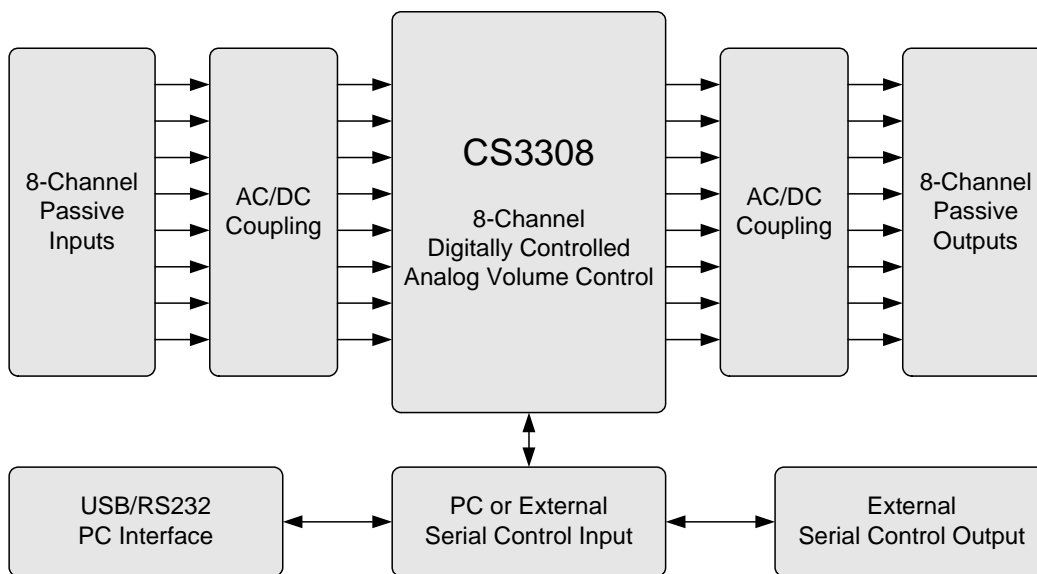 8-Channel
Passive
Inputs
AC/DC
Coupling
CS3308
8-Channel
Digitally Controlled
Analog Volume Control
AC/DC
Coupling
8-Channel
Passive
Outputs
USB/RS232
PC Interface
PC or External
Serial Control Input
External
Serial Control Output